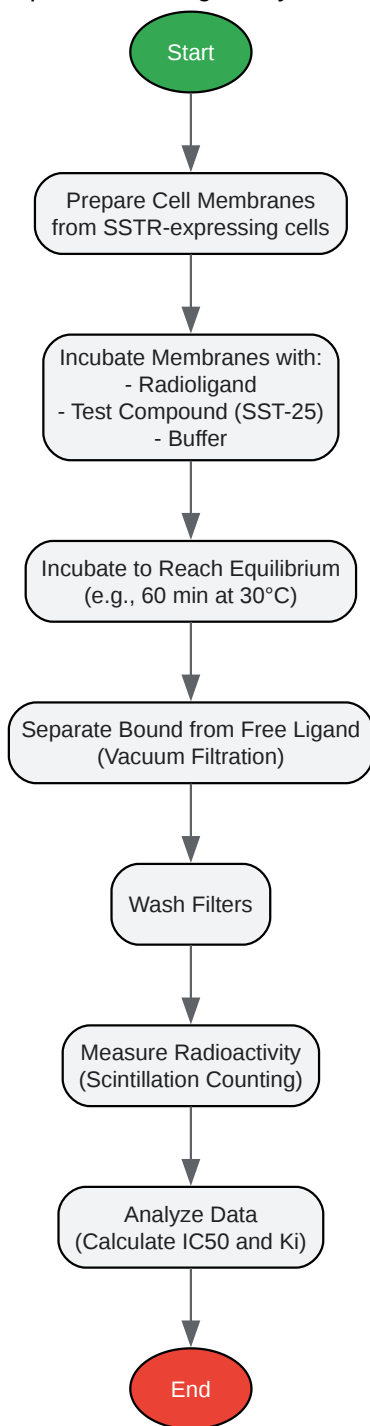 Start
Prepare Cell Membranes
from SSTR-expressing cells
Incubate Membranes with:
- Radioligand
- Test Compound (SST-25)
- Buffer
Incubate to Reach Equilibrium
(e.g., 60 min at 30°C)
Separate Bound from Free Ligand
(Vacuum Filtration)
Wash Filters
Measure Radioactivity
(Scintillation Counting)
Analyze Data
(Calculate IC50 and Ki)
End